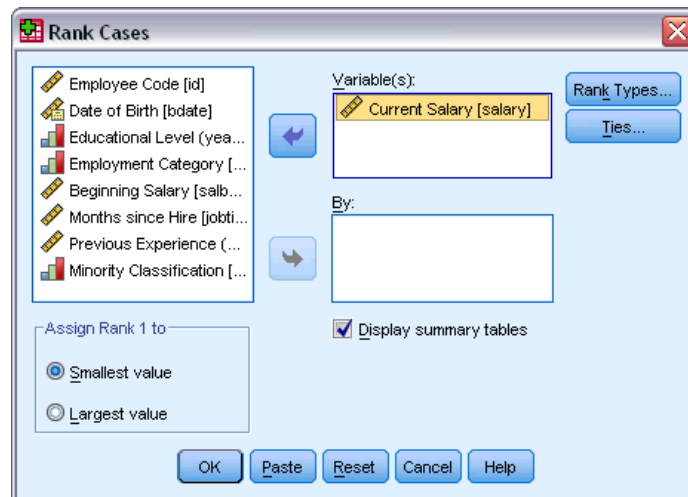 Rank Cases
Employee Code [id]
Date of Birth [bdate]
Educational Level (yea...
Employment Category [...
Beginning Salary [salb...
Months since Hire [jobti...
Previous Experience (...
Minority Classification [...
Variable(s):
Current Salary [salary]
By:
Rank Types...
Ties...
Assign Rank 1 to
Smallest value
Largest value
Display summary tables
OK
Paste
Reset
Cancel
Help